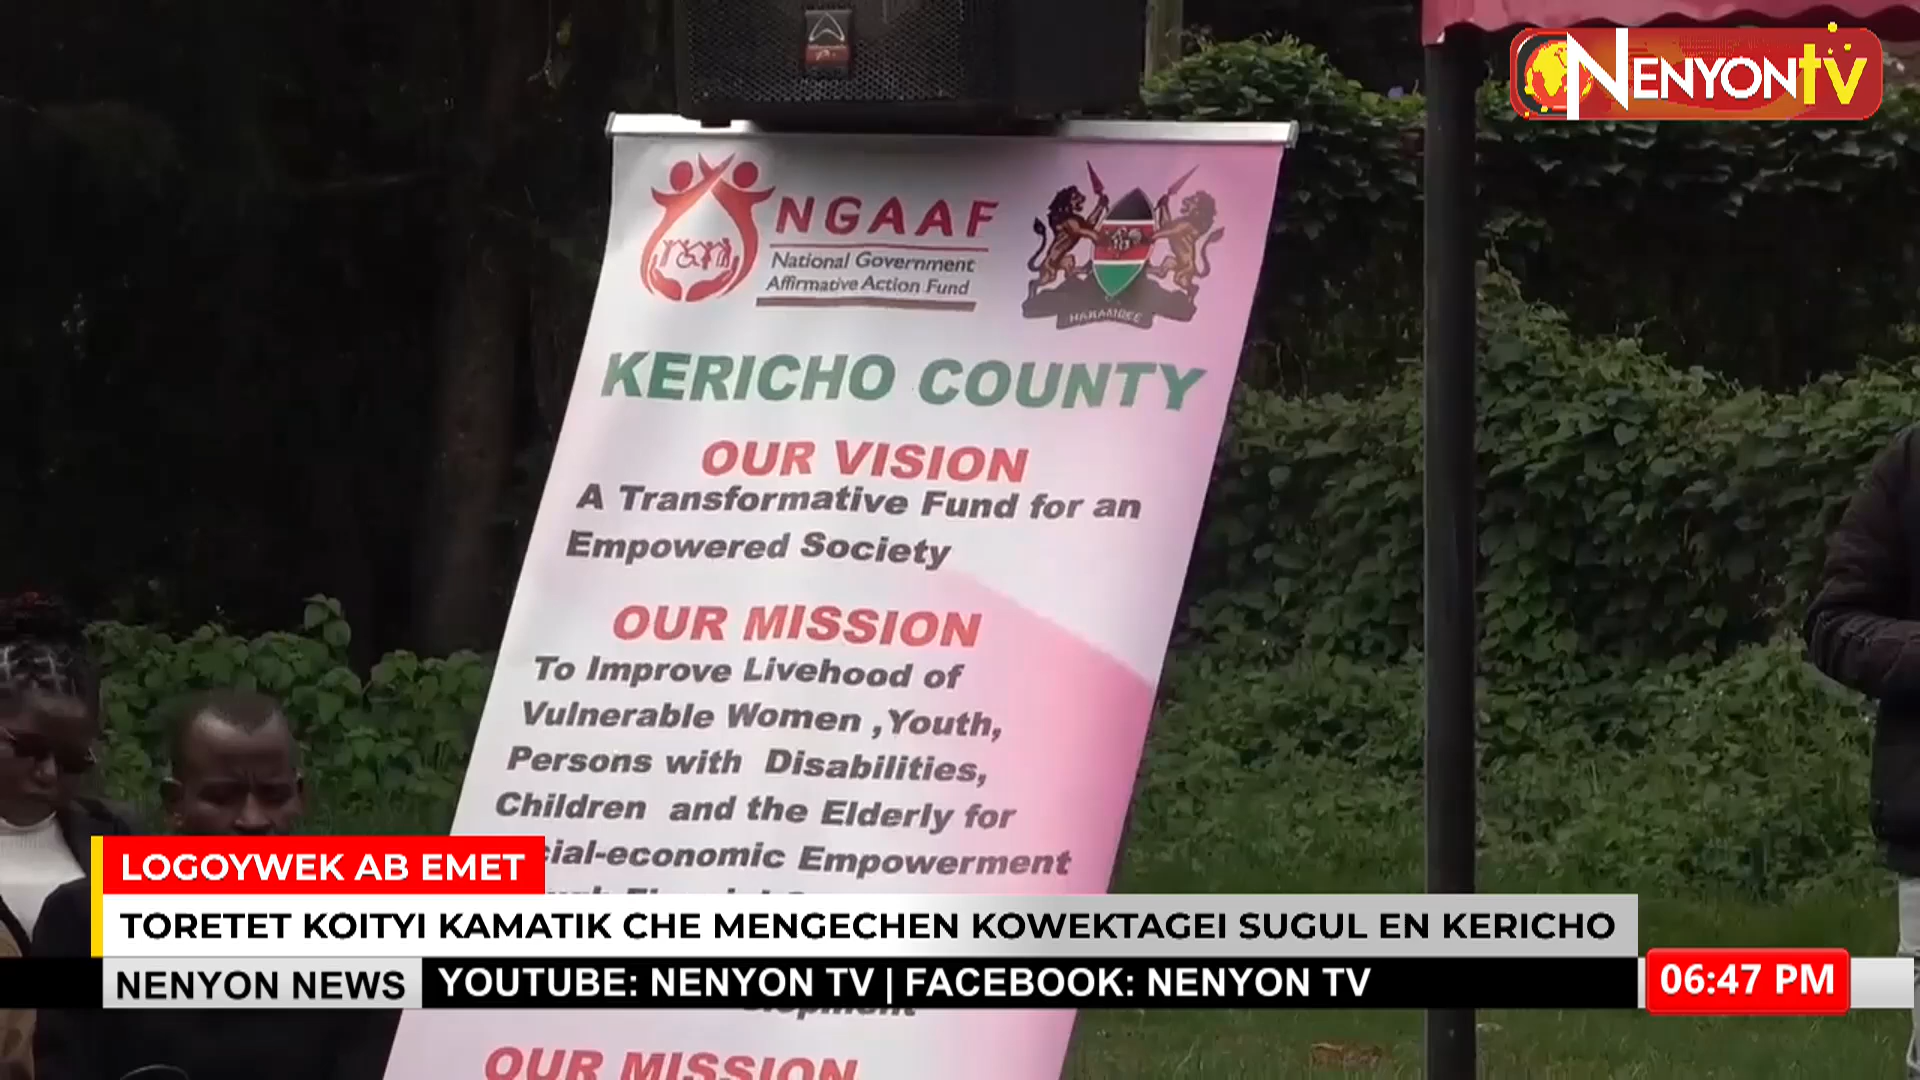 NENYONTV
NGAAF
National Government
Affirmative Action Fund
HARAMBEE
KERICHO COUNTY
OUR VISION
A Transformative Fund for an
Empowered Society
OUR MISSION
To Improve Livehood of
Vulnerable Women ,Youth,
Persons with Disabilities,
Children and the Elderly for
Empowerment
LOGOYWEK AB EMET
TORETET KOITYI KAMATIK CHE MENGECHEN KOWEKTAGEI SUGUL EN KERICHO
NENYON NEWS
YOUTUBE: NENYON TV | FACEBOOK: NENYON TV
06:47 PM
OUR MISSION